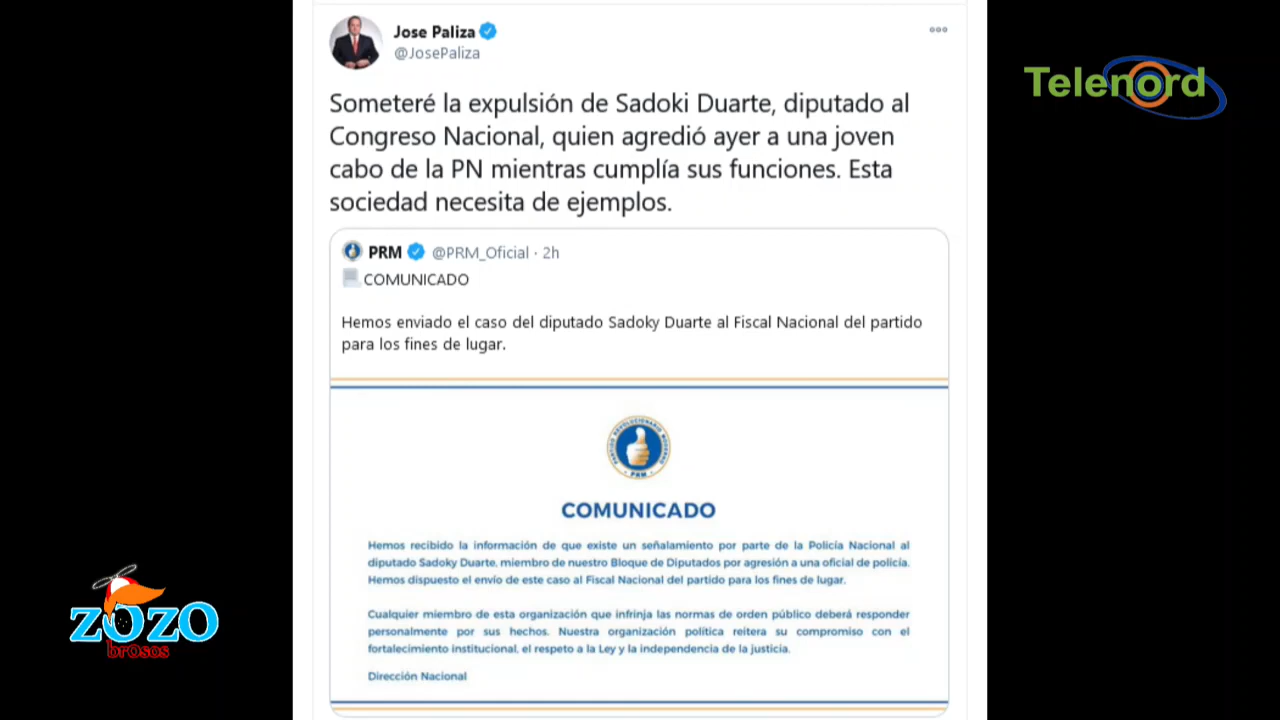 Jose Paliza
@JosePaliza
Telenord
Someteré la expulsión de Sadoki Duarte, diputado al
Congreso Nacional, quien agredió ayer a una joven
cabo de la PN mientras cumplía sus funciones. Esta
sociedad necesita de ejemplos.
PRM @PRM_Oficial · 2h
COMUNICADO
Hemos enviado el caso del diputado Sadoky Duarte al Fiscal Nacional del partido
para los fines de lugar.
PARTIDO REVOLUCIONARIO MODERNO
PRM
COMUNICADO
Hemos recibido la información de que existe un señalamiento por parte de la Policía Nacional al
diputado Sadoky Duarte, miembro de nuestro Bloque de Diputados por agresión a una oficial de policía.
Hemos dispuesto el envío de este caso al Fiscal Nacional del partido para los fines de lugar.
Cualquier miembro de esta organización que infrinja las normas de orden público deberá responder
personalmente por sus hechos. Nuestra organización política reitera su compromiso con el
fortalecimiento institucional, el respeto a la Ley y la independencia de la justicia.
Dirección Nacional
zozo
brosos